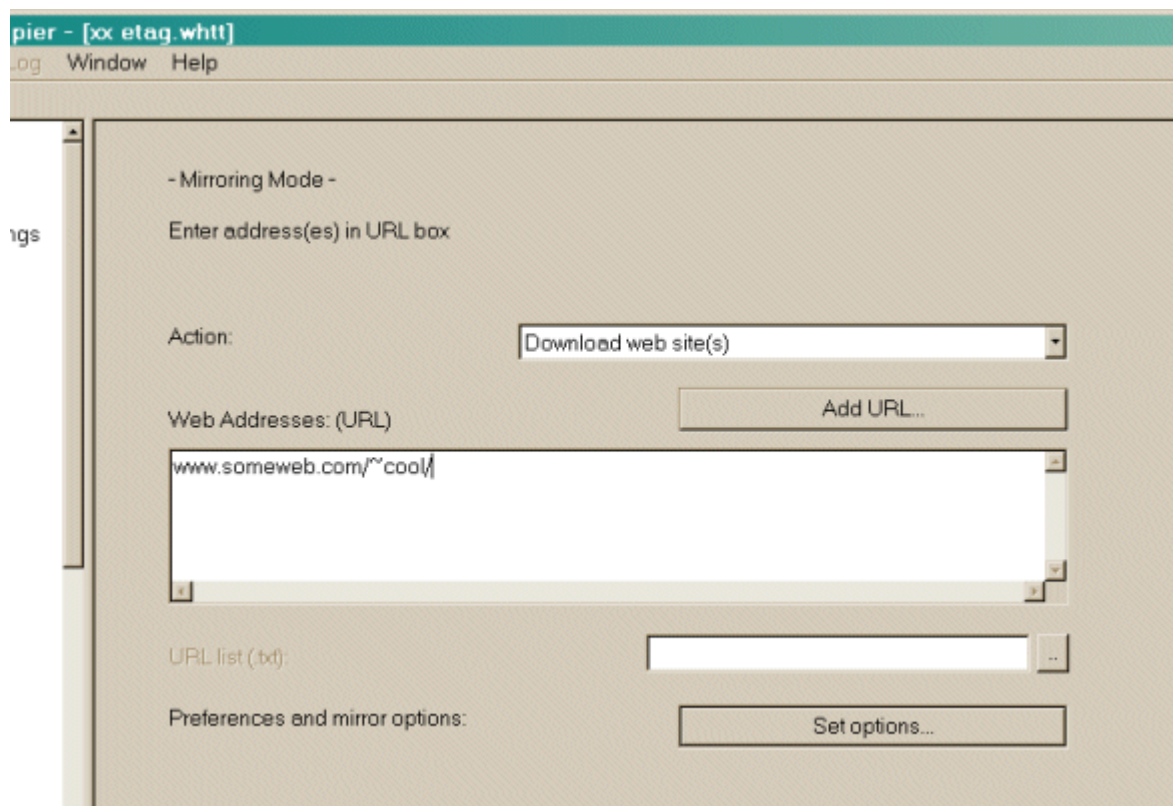 pier - [xx etag.whtt]
Log Window Help
ngs
- Mirroring Mode -
Enter address(es) in URL box
Action: Download web site(s)
Add URL...
Web Addresses: (URL)
www.someweb.com/~cool/
URL list (.txt): ..
Preferences and mirror options: Set options...